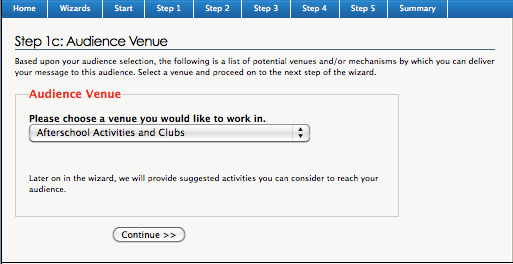 Home Wizards Start Step 1 Step 2 Step 3 Step 4 Step 5 Summary
Step 1c: Audience Venue
Based upon your audience selection, the following is a list of potential venues and/or mechanisms by which you can deliver
your message to this audience. Select a venue and proceed on to the next step of the wizard.
Audience Venue
Please choose a venue you would like to work in.
Afterschool Activities and Clubs
Later on in the wizard, we will provide suggested activities you can consider to reach your
audience.
Continue >>